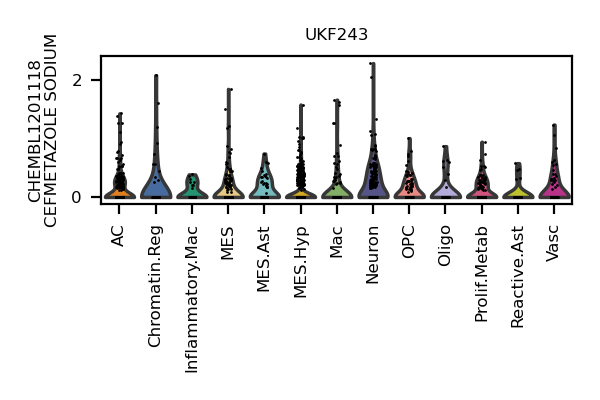 UKF243
CHEMBL1201118
CEFMETAZOLE SODIUM
2
0
AC
Chromatin.Reg
Inflammatory.Mac
MES
MES.Ast
MES.Hyp
Mac
Neuron
OPC
Oligo
Prolif.Metab
Reactive.Ast
Vasc